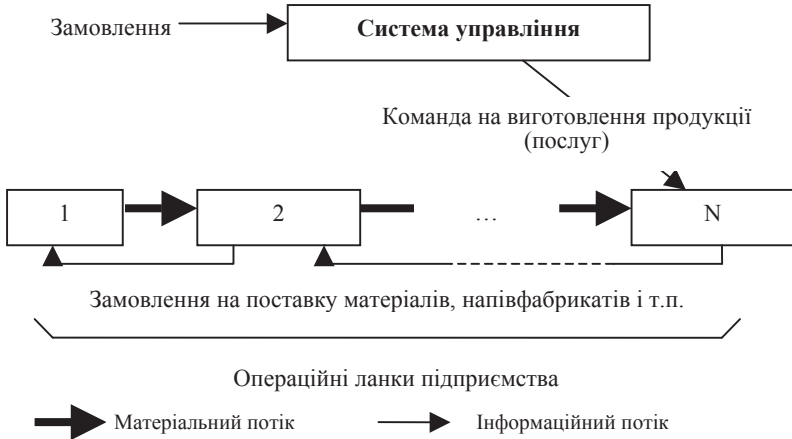 Замовлення
Система управління
Команда на виготовлення продукції
(послуг)
1
2
...
N
Замовлення на поставку матеріалів, напівфабрикатів і т.п.
Операційні ланки підприємства
Матеріальний потік
Інформаційний потік